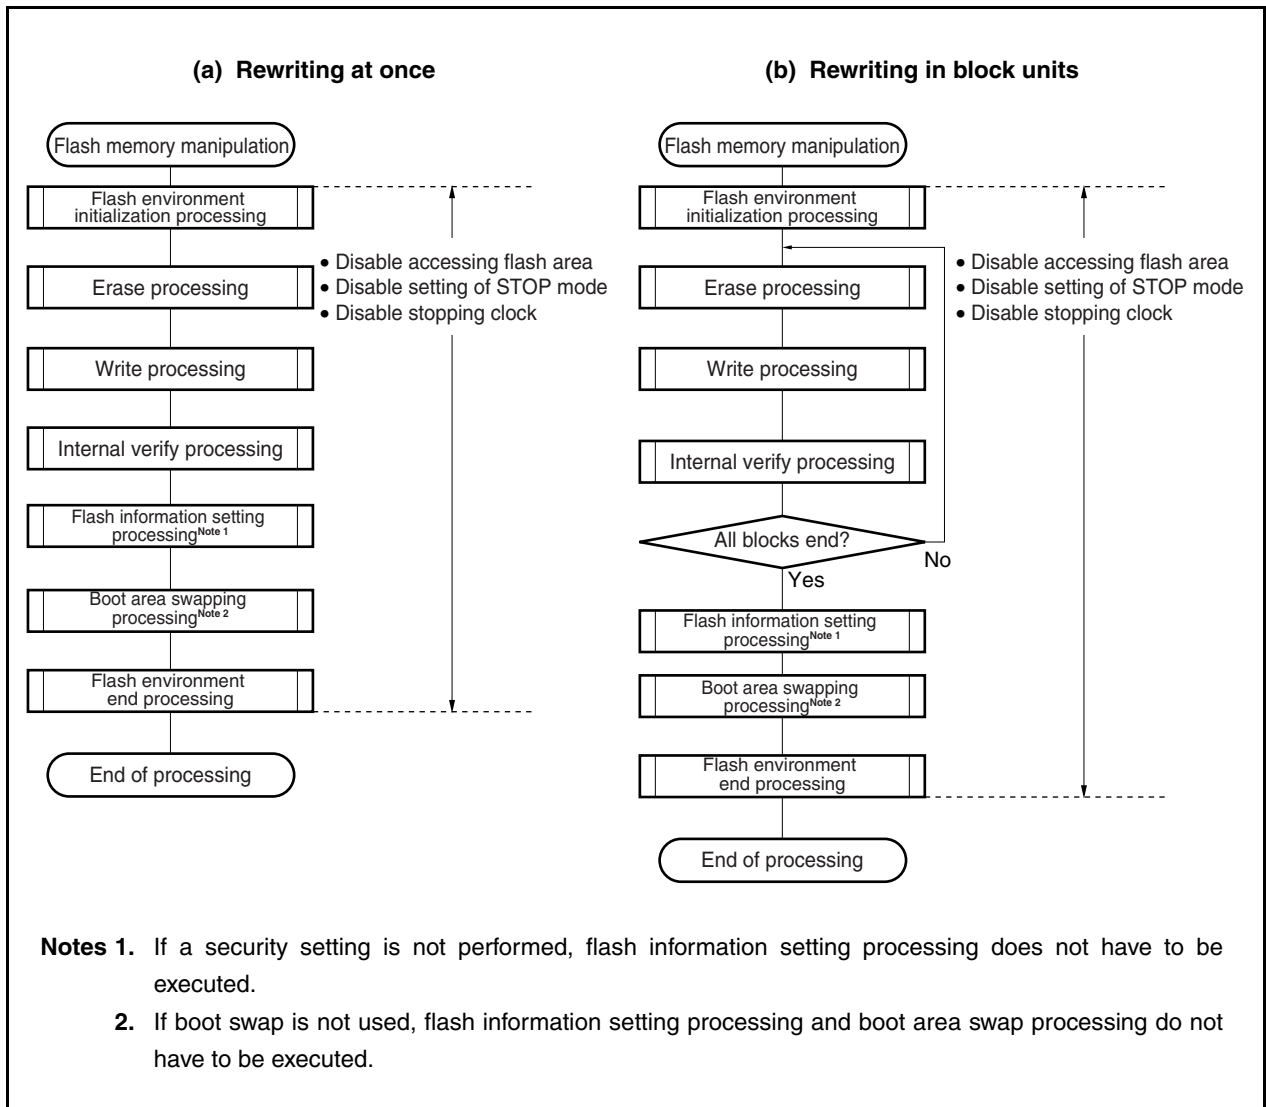 (a) Rewriting at once
Flash memory manipulation
Flash environment
initialization processing
• Disable accessing flash area
• Disable setting of STOP mode
• Disable stopping clock
Erase processing
Write processing
Internal verify processing
Flash information setting
processingNote 1
Boot area swapping
processingNote 2
Flash environment
end processing
End of processing
(b) Rewriting in block units
Flash memory manipulation
Flash environment
initialization processing
• Disable accessing flash area
• Disable setting of STOP mode
• Disable stopping clock
Erase processing
Write processing
Internal verify processing
All blocks end?
No
Yes
Flash information setting
processingNote 1
Boot area swapping
processingNote 2
Flash environment
end processing
End of processing
Notes 1. If a security setting is not performed, flash information setting processing does not have to be
executed.
2. If boot swap is not used, flash information setting processing and boot area swap processing do not
have to be executed.